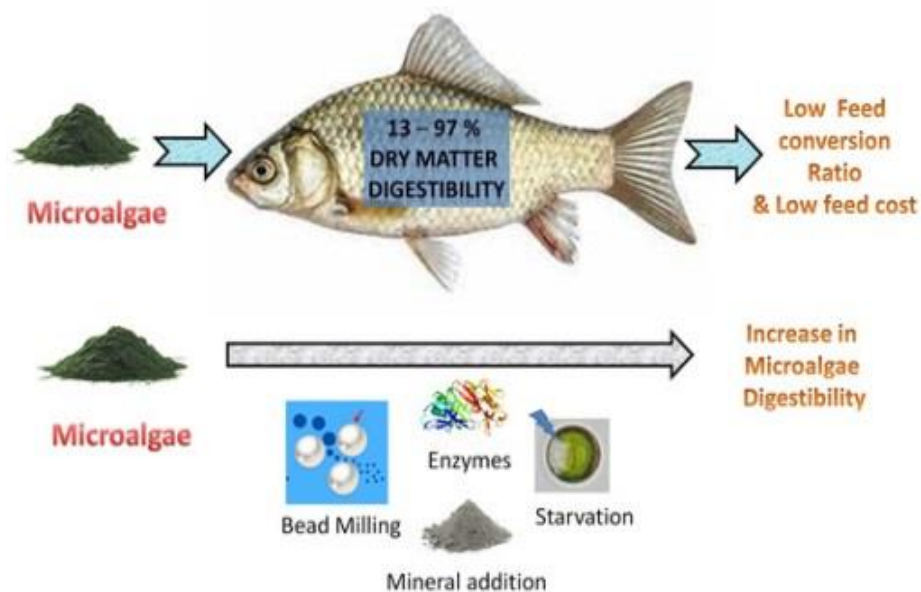 Microalgae
13 – 97 %
DRY MATTER
DIGESTIBILITY
Low Feed
conversion
Ratio
& Low feed cost
Microalgae
Increase in
Microalgae
Digestibility
Enzymes
Bead Milling
Starvation
Mineral addition